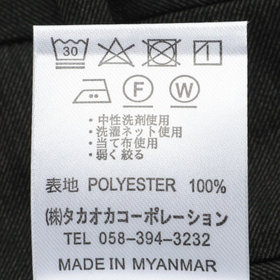 30
F W
・中性洗剤使用
・洗濯ネット使用
・当て布使用
・弱く絞る
表地 POLYESTER 100%
㈱タカオカコーポレーション
TEL 058-394-3232
MADE IN MYANMAR